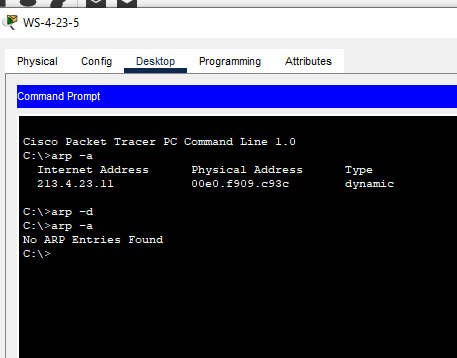 WS-4-23-5
Physical Config Desktop Programming Attributes
Command Prompt
Cisco Packet Tracer PC Command Line 1.0
C:\>arp -a
Internet Address Physical Address Type
213.4.23.11 00e0.f909.c93c dynamic
C:\>arp -d
C:\>arp -a
No ARP Entries Found
C:\>